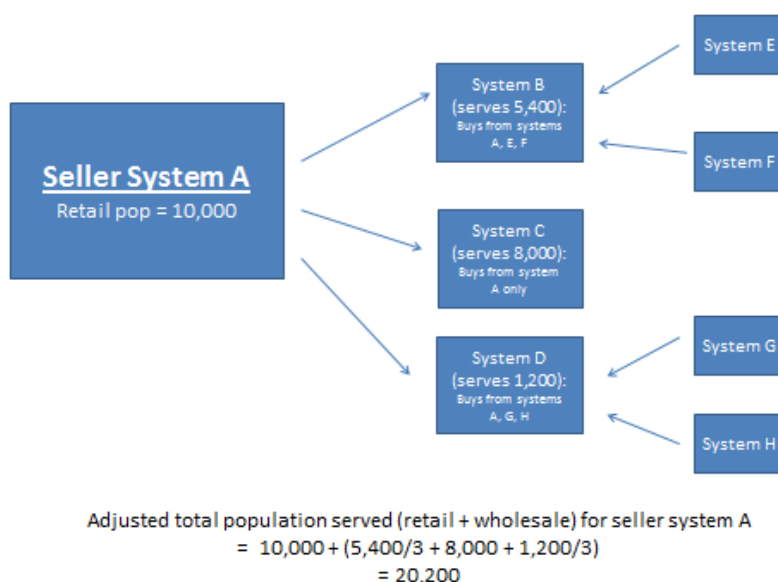 Seller System A
Retail pop = 10,000
System B
(serves 5,400):
Buys from systems
A, E, F
System C
(serves 8,000):
Buys from system
A only
System D
(serves 1,200):
Buys from systems
A, G, H
System E
System F
System G
System H
Adjusted total population served (retail + wholesale) for seller system A
= 10,000 + (5,400/3 + 8,000 + 1,200/3)
= 20,200